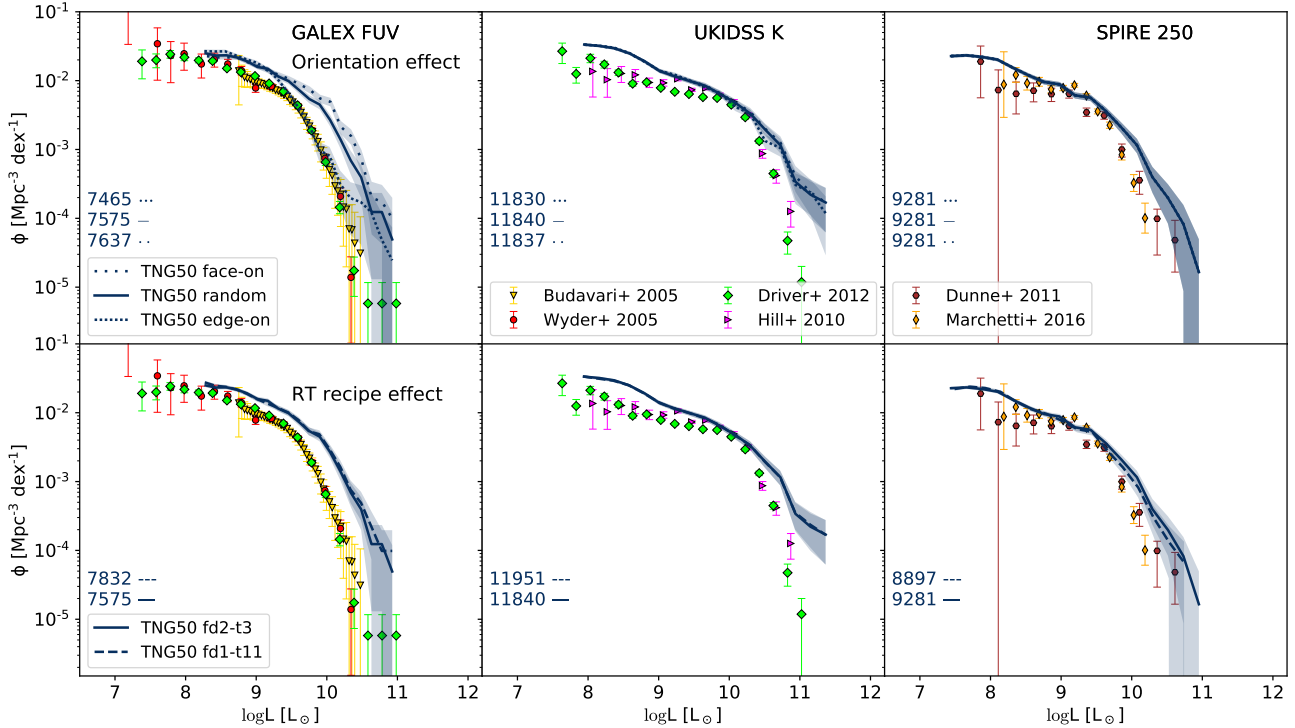 GALEX FUV
Orientation effect
UKIDSS K
SPIRE 250
10⁻¹
10⁻²
10⁻³
10⁻⁴
10⁻⁵
10⁻¹
ϕ [Mpc⁻³ dex⁻¹]
7465
7575
7637
TNG50 face-on
TNG50 random
TNG50 edge-on
11830
11840
11837
Budavari+ 2005
Wyder+ 2005
Driver+ 2012
Hill+ 2010
9281
9281
9281
Dunne+ 2011
Marchetti+ 2016
RT recipe effect
10⁻²
10⁻³
10⁻⁴
10⁻⁵
ϕ [Mpc⁻³ dex⁻¹]
7832
7575
TNG50 fd2-t3
TNG50 fd1-t11
11951
11840
8897
9281
7 8 9 10 11 12
7 8 9 10 11 12
7 8 9 10 11 12
logL [L⊙]
logL [L⊙]
logL [L⊙]